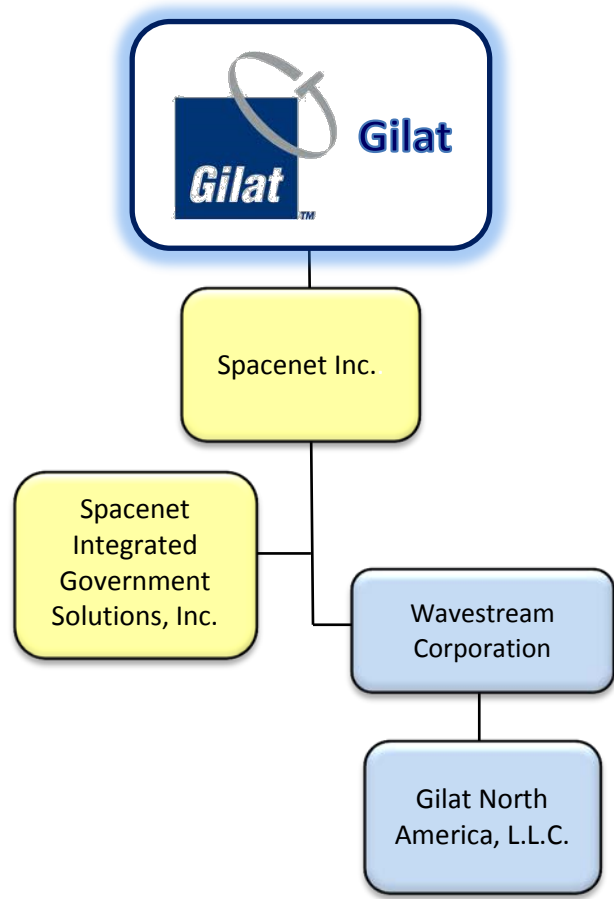 Gilat
TM
Gilat
Spacenet Inc.
Spacenet
Integrated
Government
Solutions, Inc.
Wavestream
Corporation
Gilat North
America, L.L.C.